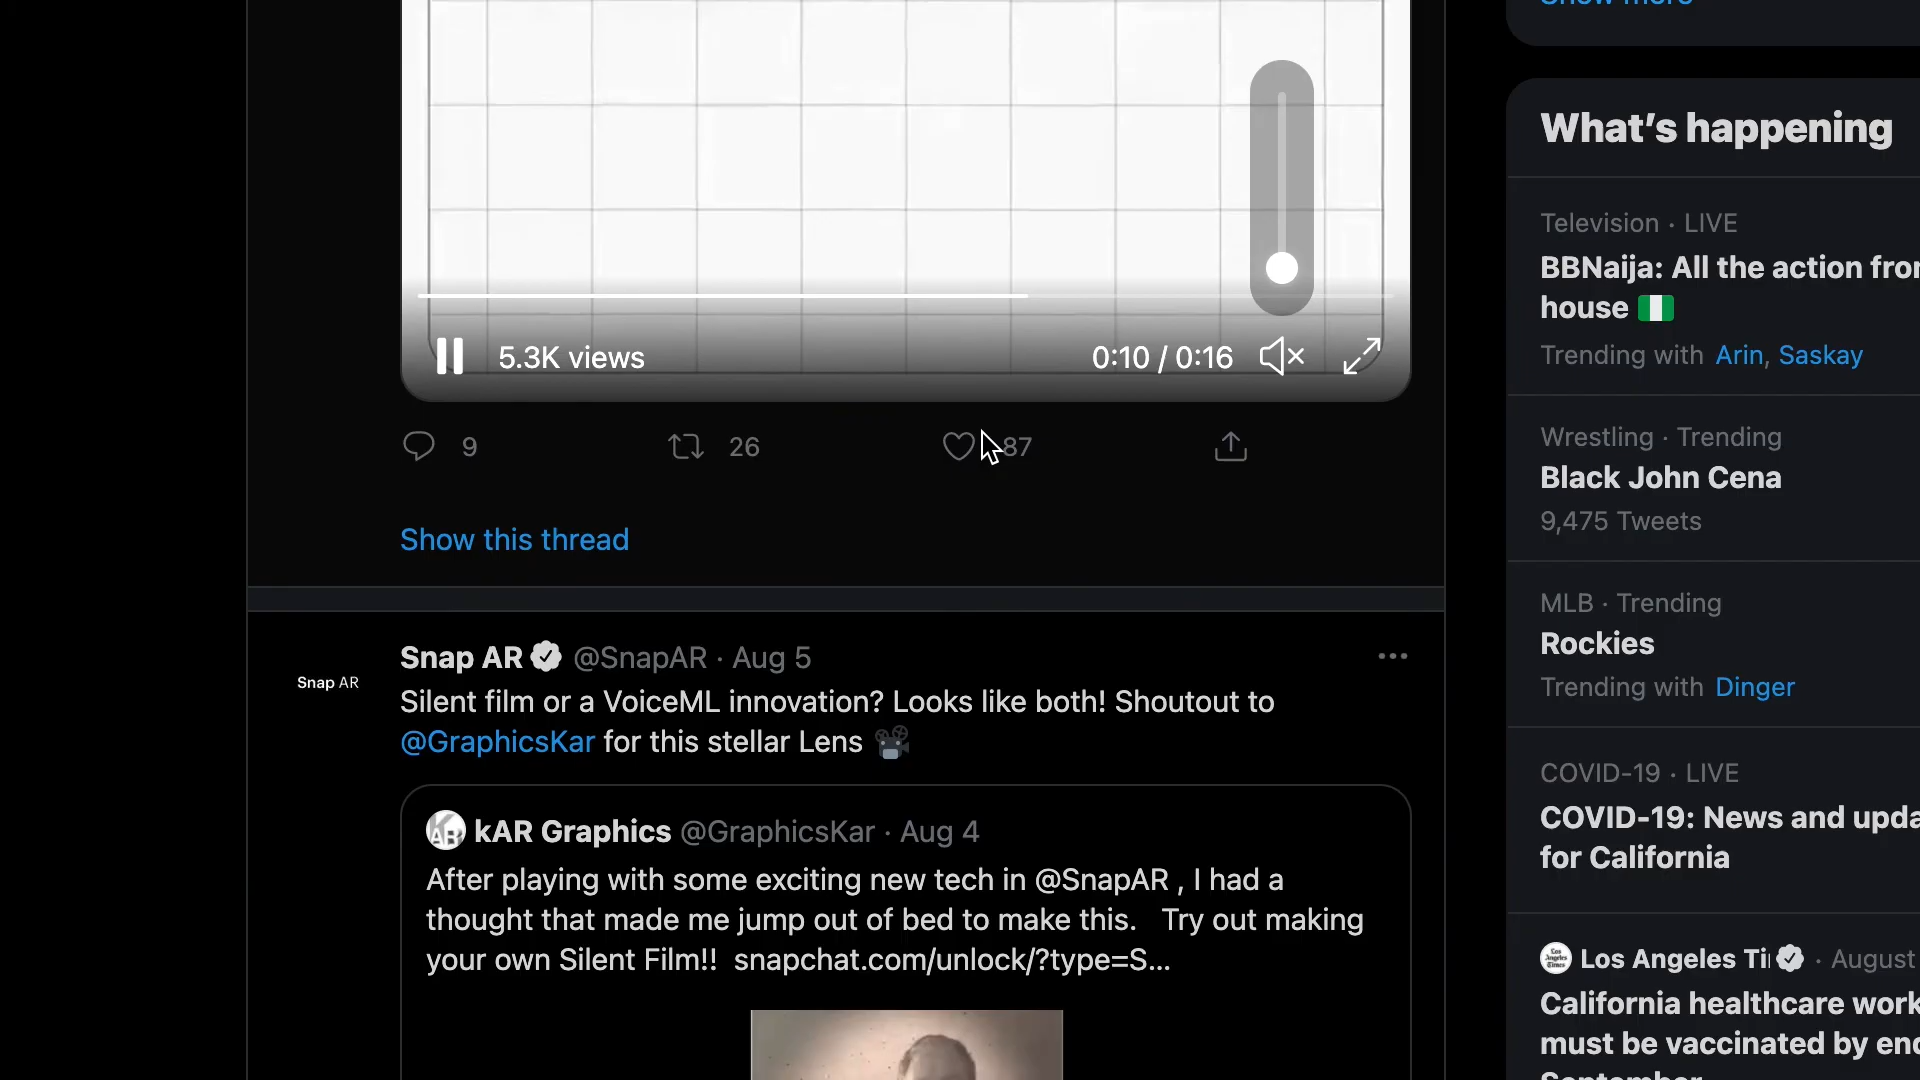 Show more
What's happening
Television · LIVE
BBNaija: All the action from
house 🇳🇬
Trending with Arin, Saskay
5.3K views
0:10 / 0:16
9
26
87
Wrestling · Trending
Black John Cena
9,475 Tweets
Show this thread
MLB · Trending
Rockies
Trending with Dinger
Snap AR
Snap AR @SnapAR · Aug 5
Silent film or a VoiceML innovation? Looks like both! Shoutout to
@GraphicsKar for this stellar Lens 📽
COVID-19 · LIVE
COVID-19: News and upda
for California
kAR Graphics @GraphicsKar · Aug 4
After playing with some exciting new tech in @SnapAR , I had a
thought that made me jump out of bed to make this. Try out making
your own Silent Film!! snapchat.com/unlock/?type=S...
Los Angeles Ti · August
California healthcare work
must be vaccinated by end
September